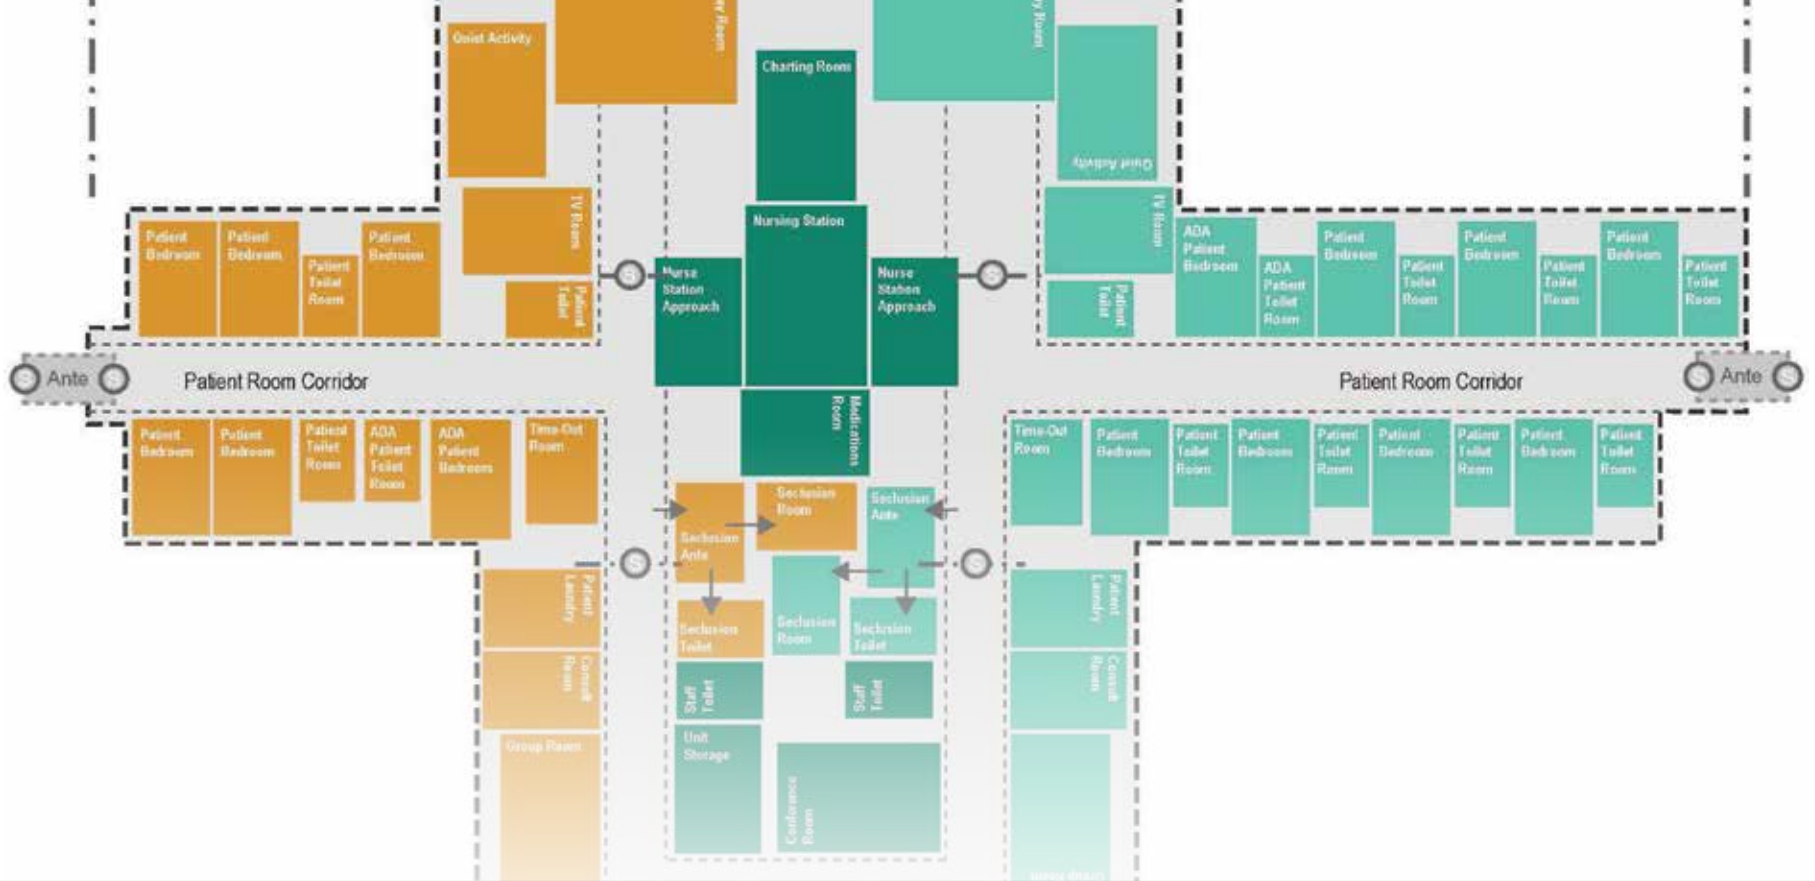 Quiet Activity
ay Room
Charting Room
ay Room
Quiet Activity
TV Room
Nursing Station
TV Room
Patient
Bedroom
Patient
Bedroom
Patient
Toilet
Room
Patient
Bedroom
Patient
Toilet
S
Nurse
Station
Approach
Nurse
Station
Approach
S
Patient
Toilet
ADA
Patient
Bedroom
ADA
Patient
Toilet
Room
Patient
Bedroom
Patient
Toilet
Room
Patient
Bedroom
Patient
Toilet
Room
Patient
Bedroom
Patient
Toilet
Room
S Ante S
Patient Room Corridor
Patient Room Corridor
S Ante S
Medications
Room
Patient
Bedroom
Patient
Bedroom
Patient
Toilet
Room
ADA
Patient
Toilet
Room
ADA
Patient
Bedroom
Time-Out
Room
Time-Out
Room
Patient
Bedroom
Patient
Toilet
Room
Patient
Bedroom
Patient
Toilet
Room
Patient
Bedroom
Patient
Toilet
Room
Patient
Bedroom
Patient
Toilet
Room
Seclusion
Ante
Seclusion
Room
Seclusion
Ante
S
S
Patient
Laundry
Seclusion
Toilet
Seclusion
Room
Seclusion
Toilet
Patient
Laundry
Consult
Room
Staff
Toilet
Staff
Toilet
Consult
Room
Group Room
Unit
Storage
Conference
Room